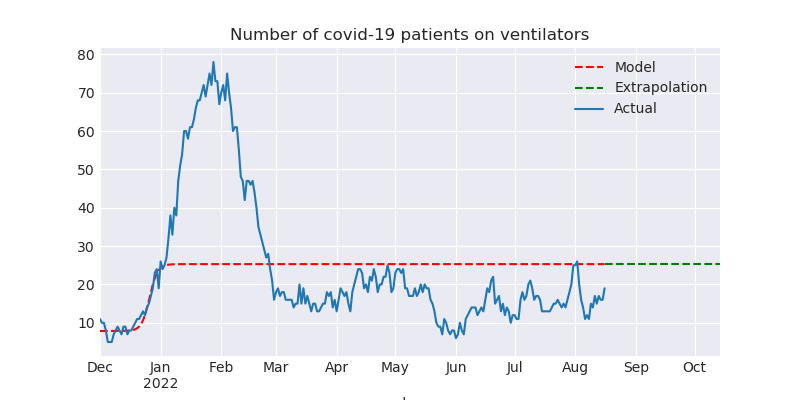 Number of covid-19 patients on ventilators
80
70
60
50
40
30
20
10
Model
Extrapolation
Actual
Dec Jan Feb Mar Apr May Jun Jul Aug Sep Oct
2022